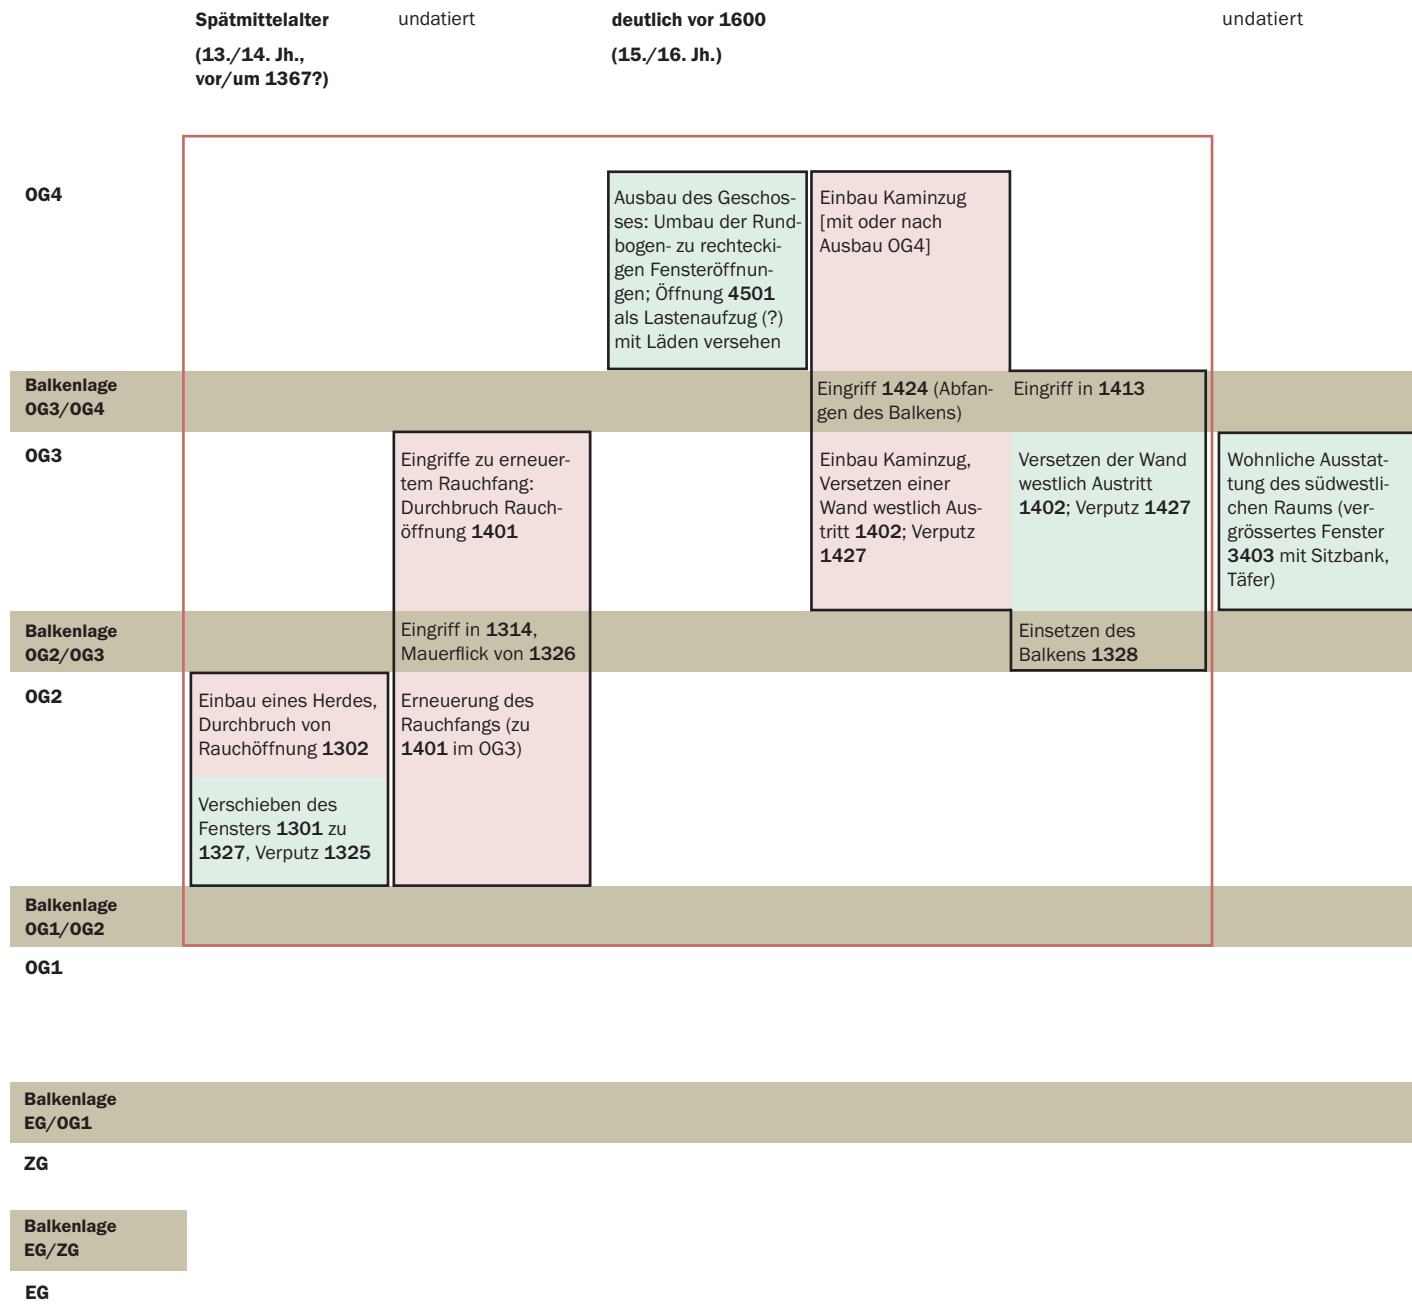 Spätmittelalter
(13./14. Jh.,
vor/um 1367?)
undatiert
deutlich vor 1600
(15./16. Jh.)
undatiert
OG4
Ausbau des Geschos-
ses: Umbau der Rund-
bogen- zu rechtecki-
gen Fensteröffnun-
gen; Öffnung 4501
als Lastenaufzug (?)
mit Läden versehen
Einbau Kaminzug
[mit oder nach
Ausbau OG4]
Balkenlage
OG3/OG4
Eingriff 1424 (Abfan-
gen des Balkens)
Eingriff in 1413
OG3
Eingriffe zu erneuer-
tem Rauchfang:
Durchbruch Rauch-
öffnung 1401
Einbau Kaminzug,
Versetzen einer
Wand westlich Aus-
tritt 1402; Verputz
1427
Versetzen der Wand
westlich Austritt
1402; Verputz 1427
Wohnliche Ausstat-
tung des südwestli-
chen Raums (ver-
grössertes Fenster
3403 mit Sitzbank,
Täfer)
Balkenlage
OG2/OG3
Eingriff in 1314,
Mauerflick von 1326
Einsetzen des
Balkens 1328
OG2
Einbau eines Herdes,
Durchbruch von
Rauchöffnung 1302
Verschieben des
Fensters 1301 zu
1327, Verputz 1325
Erneuerung des
Rauchfangs (zu
1401 im OG3)
Balkenlage
OG1/OG2
OG1
Balkenlage
EG/OG1
ZG
Balkenlage
EG/ZG
EG